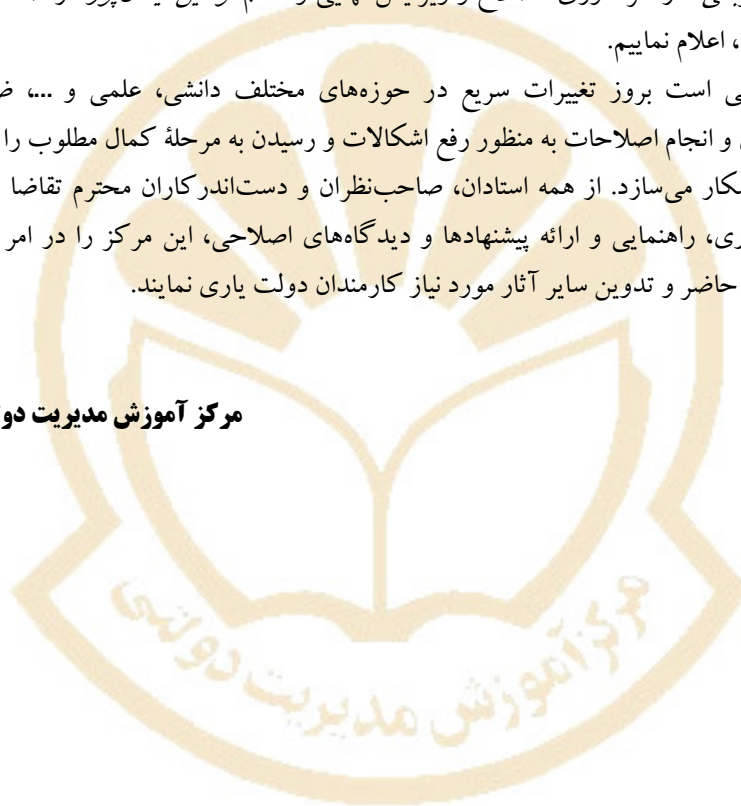 ، اعلام نماییم.
است بروز تغییرات سریع در حوزه‌های مختلف دانشی، علمی و ...،
و انجام اصلاحات به منظور رفع اشکالات و رسیدن به مرحلهٔ کمال مطلوب را
می‌سازد. از همه استادان، صاحب‌نظران و دست‌اندرکاران محترم تقاضا
راهنمایی و ارائه پیشنهادها و دیدگاه‌های اصلاحی، این مرکز را در امر
حاضر و تدوین سایر آثار مورد نیاز کارمندان دولت یاری نمایند.
مرکز آموزش مدیریت
مرکز آموزش مدیریت دولتی